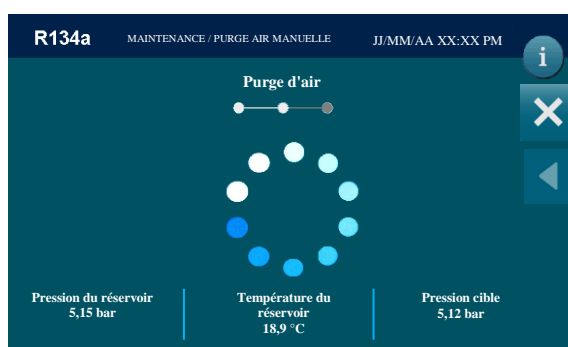 R134a
MAINTENANCE / PURGE AIR MANUELLE
JJ/MM/AA XX:XX PM
i
Purge d'air
Pression du réservoir
5,15 bar
Température du
réservoir
18,9 °C
Pression cible
5,12 bar